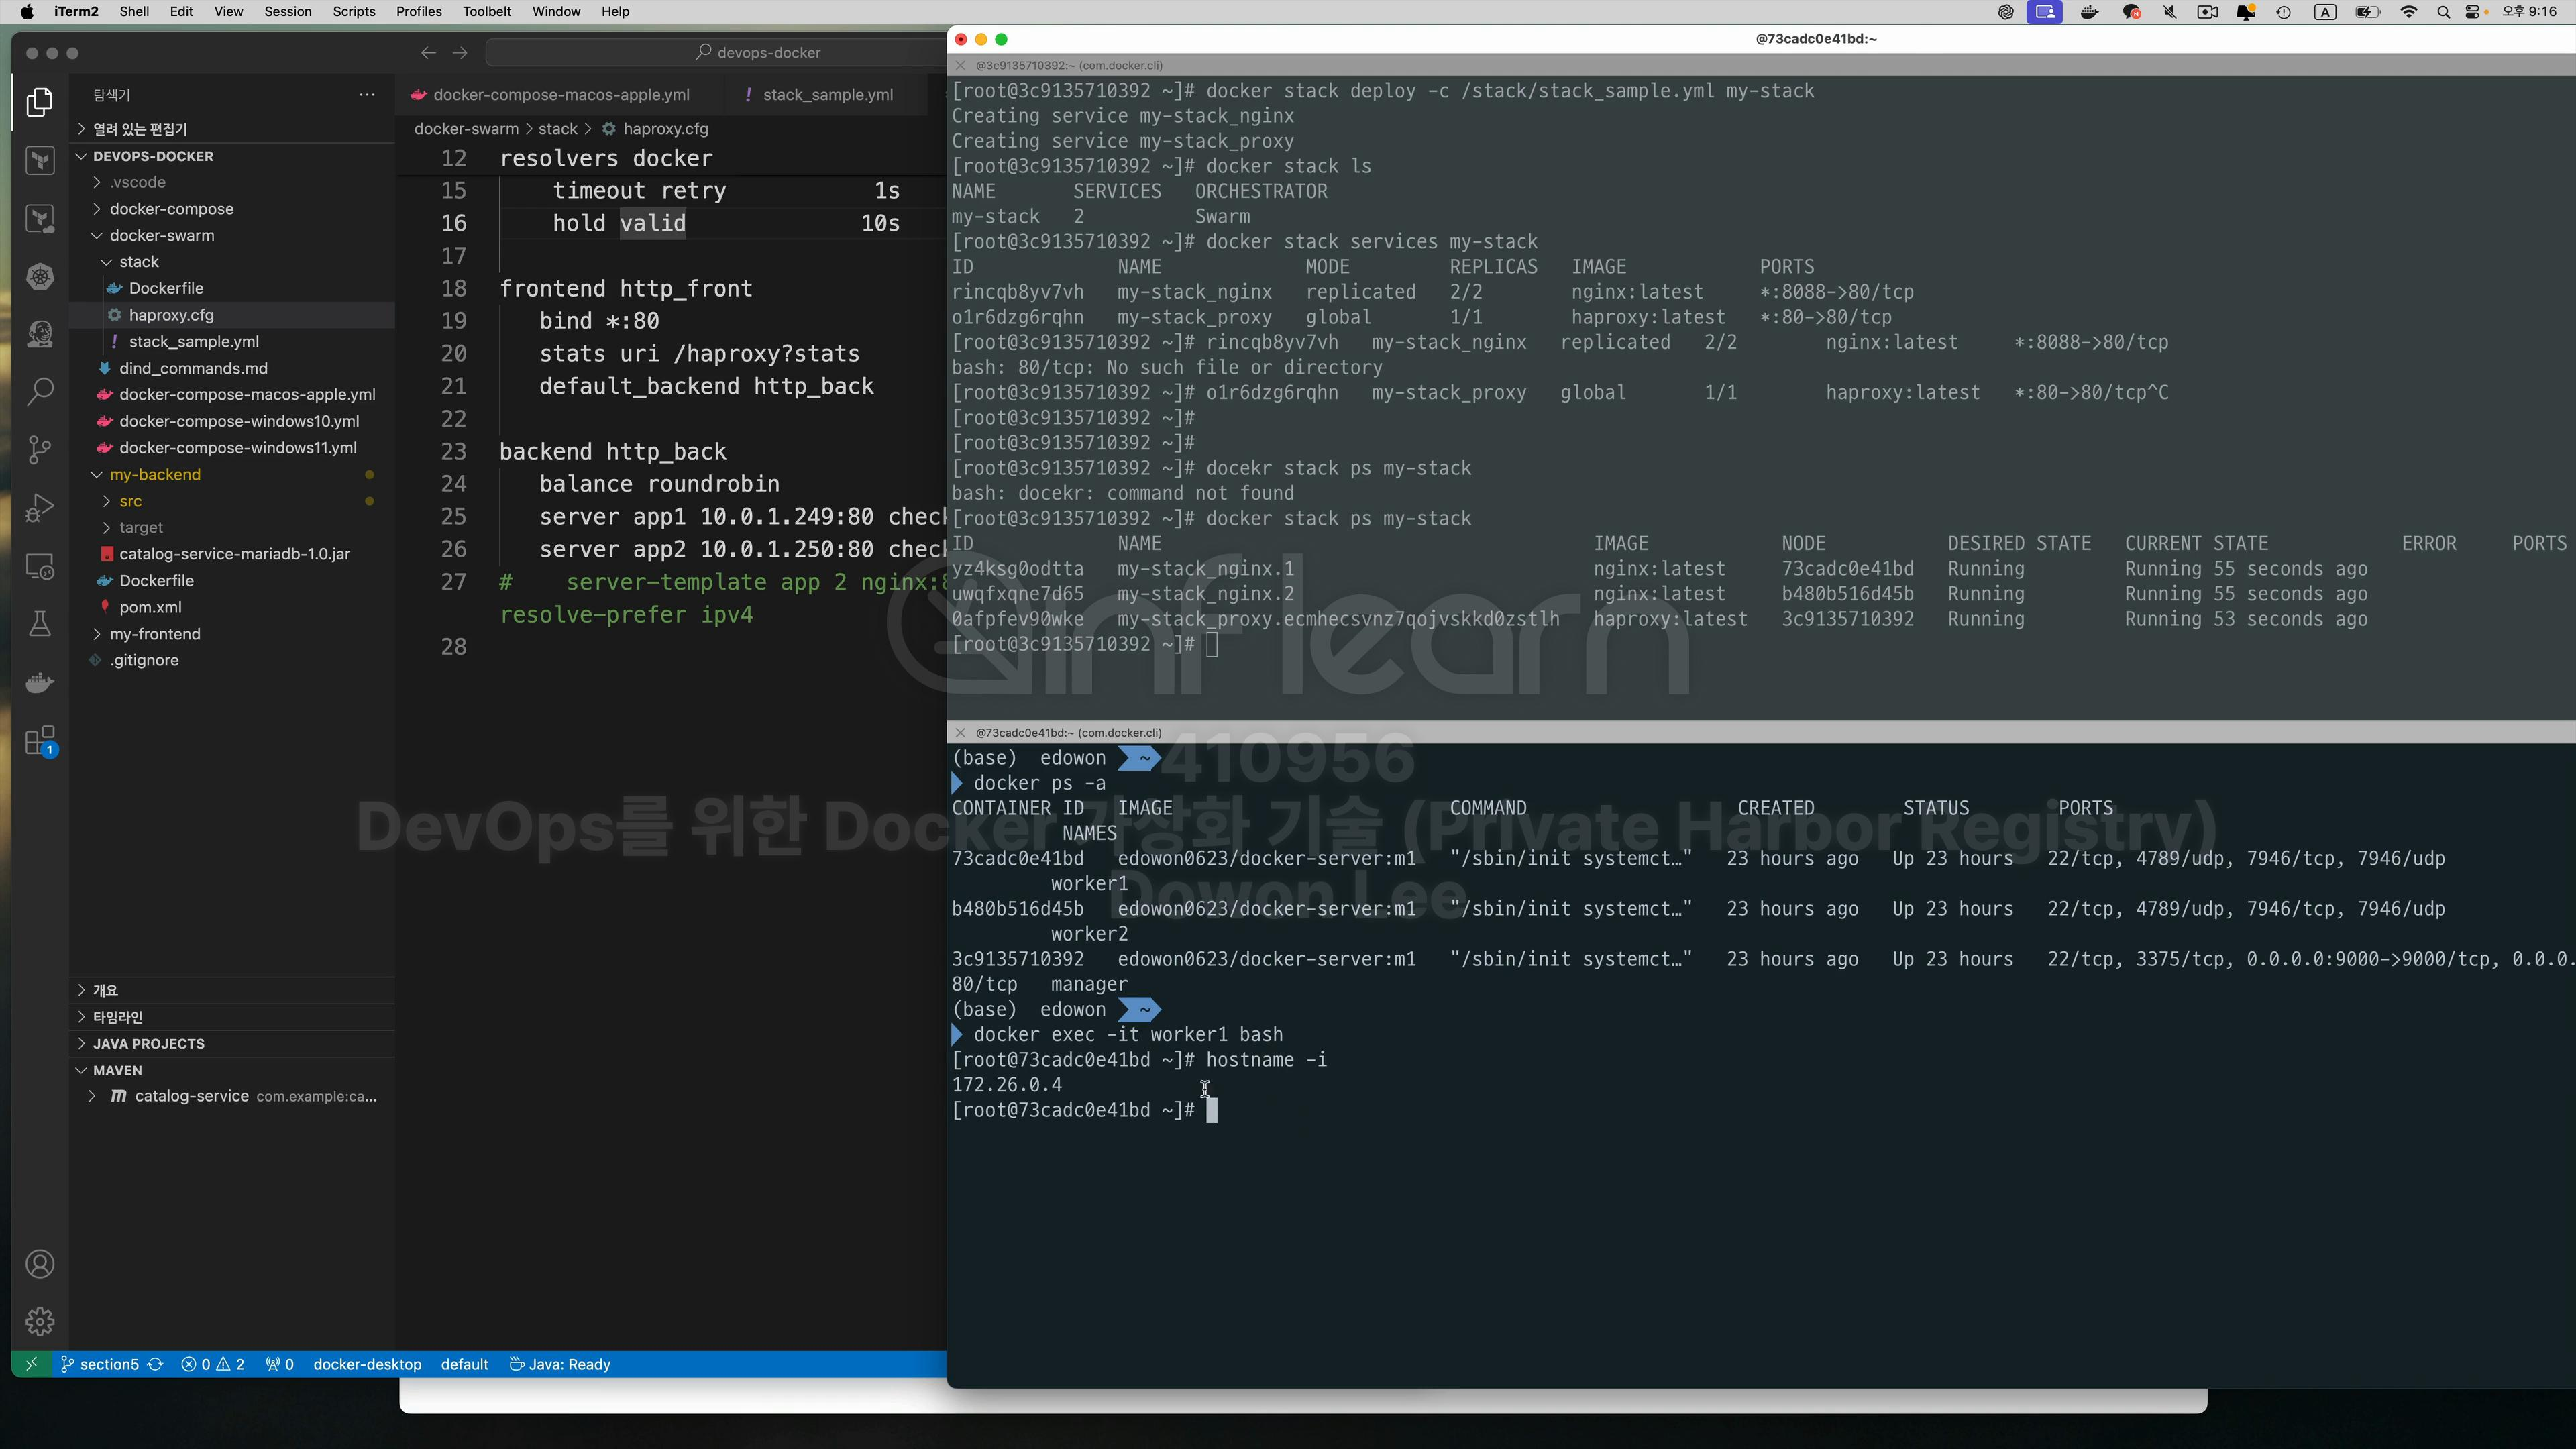 iTerm2 Shell Edit View Session Scripts Profiles Toolbelt Window Help
A 오후 9:16
devops-docker
탐색기
열려 있는 편집기
DEVOPS-DOCKER
.vscode
docker-compose
docker-swarm
stack
Dockerfile
haproxy.cfg
! stack_sample.yml
dind_commands.md
docker-compose-macos-apple.yml
docker-compose-windows10.yml
docker-compose-windows11.yml
my-backend
src
target
catalog-service-mariadb-1.0.jar
Dockerfile
pom.xml
my-frontend
.gitignore
1
개요
타임라인
JAVA PROJECTS
MAVEN
catalog-service com.example:ca...
docker-compose-macos-apple.yml ! stack_sample.yml
docker-swarm > stack > haproxy.cfg
12 resolvers docker
15 timeout retry 1s
16 hold valid 10s
17
18 frontend http_front
19 bind *:80
20 stats uri /haproxy?stats
21 default_backend http_back
22
23 backend http_back
24 balance roundrobin
25 server app1 10.0.1.249:80 check
26 server app2 10.0.1.250:80 check
27 # server-template app 2 nginx:8
resolve-prefer ipv4
28
section5 0 2 0 docker-desktop default Java: Ready
@73cadc0e41bd:~
@3c9135710392:~ (com.docker.cli)
[root@3c9135710392 ~]# docker stack deploy -c /stack/stack_sample.yml my-stack
Creating service my-stack_nginx
Creating service my-stack_proxy
[root@3c9135710392 ~]# docker stack ls
NAME SERVICES ORCHESTRATOR
my-stack 2 Swarm
[root@3c9135710392 ~]# docker stack services my-stack
ID NAME MODE REPLICAS IMAGE PORTS
rincqb8yv7vh my-stack_nginx replicated 2/2 nginx:latest *:8088->80/tcp
o1r6dzg6rqhn my-stack_proxy global 1/1 haproxy:latest *:80->80/tcp
[root@3c9135710392 ~]# rincqb8yv7vh my-stack_nginx replicated 2/2 nginx:latest *:8088->80/tcp
bash: 80/tcp: No such file or directory
[root@3c9135710392 ~]# o1r6dzg6rqhn my-stack_proxy global 1/1 haproxy:latest *:80->80/tcp^C
[root@3c9135710392 ~]#
[root@3c9135710392 ~]#
[root@3c9135710392 ~]# docekr stack ps my-stack
bash: docekr: command not found
[root@3c9135710392 ~]# docker stack ps my-stack
ID NAME IMAGE NODE DESIRED STATE CURRENT STATE ERROR PORTS
yz4ksg0odtta my-stack_nginx.1 nginx:latest 73cadc0e41bd Running Running 55 seconds ago
uwqfxqne7d65 my-stack_nginx.2 nginx:latest b480b516d45b Running Running 55 seconds ago
0afpfev90wke my-stack_proxy.ecmhecsvnz7qojvskkd0zstlh haproxy:latest 3c9135710392 Running Running 53 seconds ago
[root@3c9135710392 ~]#
@73cadc0e41bd:~ (com.docker.cli)
(base) edowon ~
docker ps -a
CONTAINER ID IMAGE COMMAND CREATED STATUS PORTS
NAMES
73cadc0e41bd edowon0623/docker-server:m1 "/sbin/init systemct…" 23 hours ago Up 23 hours 22/tcp, 4789/udp, 7946/tcp, 7946/udp
worker1
b480b516d45b edowon0623/docker-server:m1 "/sbin/init systemct…" 23 hours ago Up 23 hours 22/tcp, 4789/udp, 7946/tcp, 7946/udp
worker2
3c9135710392 edowon0623/docker-server:m1 "/sbin/init systemct…" 23 hours ago Up 23 hours 22/tcp, 3375/tcp, 0.0.0.0:9000->9000/tcp, 0.0.0.
80/tcp manager
(base) edowon ~
docker exec -it worker1 bash
[root@73cadc0e41bd ~]# hostname -i
172.26.0.4
[root@73cadc0e41bd ~]#
inflearn
410956
DevOps를 위한 Docker 가상화 기술 (Private Harbor Registry)
Dowon Lee